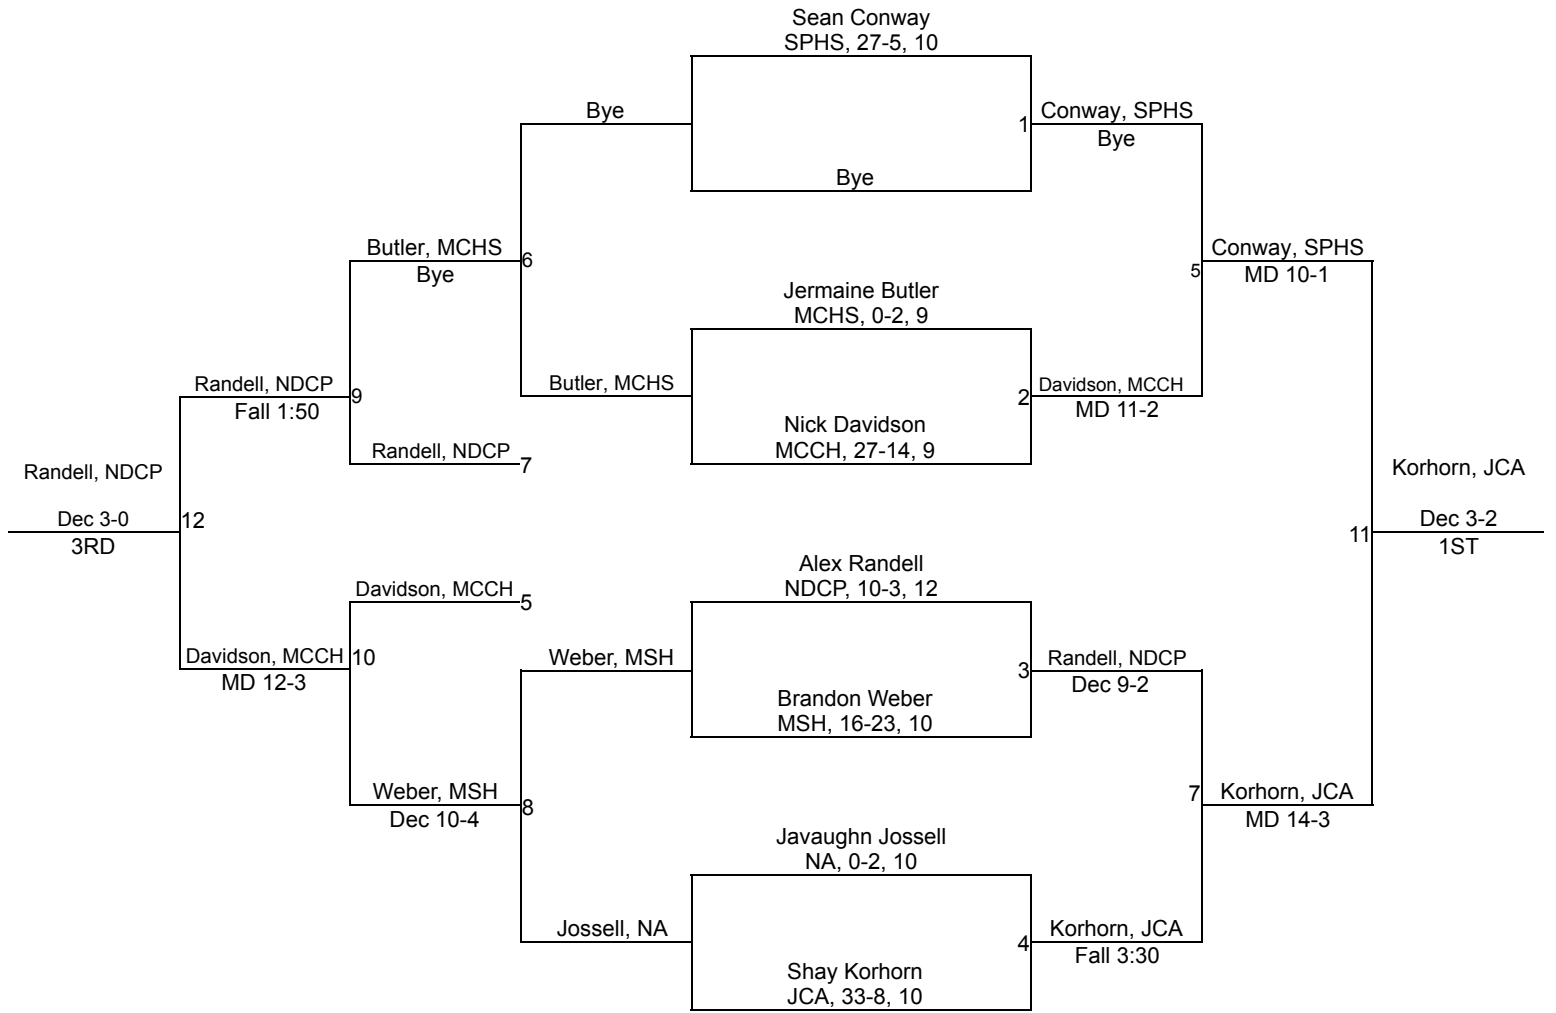 Sean Conway
SPHS, 27-5, 10
Bye
1
Conway, SPHS
Bye
Bye
Butler, MCHS
Bye
6
Conway, SPHS
MD 10-1
5
Jermaine Butler
MCHS, 0-2, 9
Randell, NDCP
Fall 1:50
9
Butler, MCHS
2
Davidson, MCCH
MD 11-2
Nick Davidson
MCCH, 27-14, 9
Randell, NDCP
7
Randell, NDCP
Dec 3-0
3RD
12
Korhorn, JCA
Dec 3-2
1ST
11
Alex Randell
NDCP, 10-3, 12
Davidson, MCCH
5
Davidson, MCCH
MD 12-3
10
Weber, MSH
3
Randell, NDCP
Dec 9-2
Brandon Weber
MSH, 16-23, 10
Weber, MSH
Dec 10-4
8
7
Korhorn, JCA
MD 14-3
Javaughn Jossell
NA, 0-2, 10
Jossell, NA
4
Korhorn, JCA
Fall 3:30
Shay Korhorn
JCA, 33-8, 10